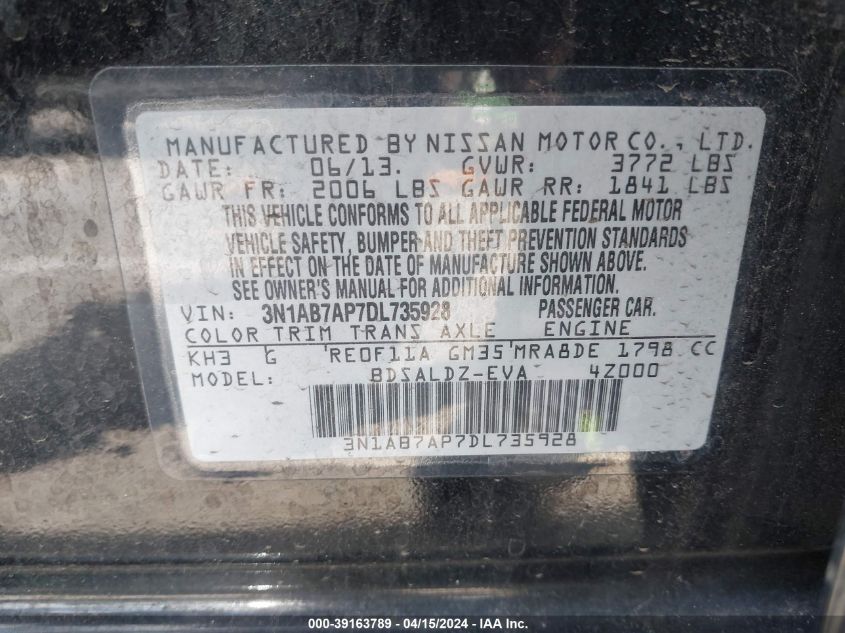 MANUFACTURED BY NISSAN MOTOR CO., LTD.
DATE: 06/13. GVWR: 3772 LBS
GAWR FR: 2006 LBS GAWR RR: 1841 LBS
THIS VEHICLE CONFORMS TO ALL APPLICABLE FEDERAL MOTOR
VEHICLE SAFETY, BUMPER AND THEFT PREVENTION STANDARDS
IN EFFECT ON THE DATE OF MANUFACTURE SHOWN ABOVE.
SEE OWNER'S MANUAL FOR ADDITIONAL INFORMATION.
VIN: 3N1AB7AP7DL735928 PASSENGER CAR.
COLOR TRIM TRANS AXLE ENGINE
KH3 G 'RE0F11A GM35'MRA8DE 1798 CC
MODEL: BDSALDZ-EVA 4Z000
3N1AB7AP7DL735928
000-39163789 - 04/15/2024 - © IAA, Inc.